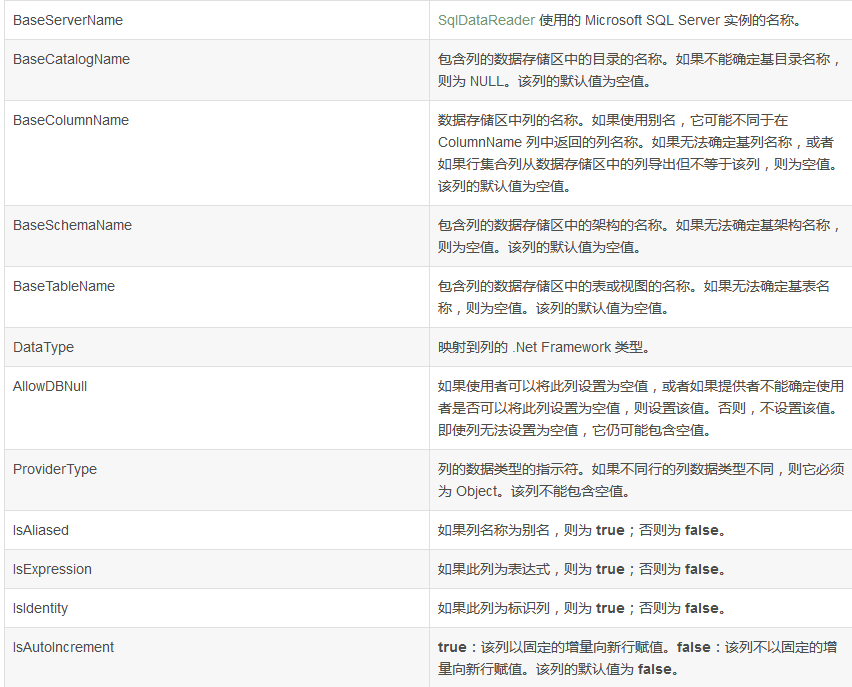 BaseServerName
SqlDataReader 使用的 Microsoft SQL Server 实例的名称。
BaseCatalogName
包含列的数据存储区中的目录的名称。如果不能确定基目录名称，
则为 NULL。该列的默认值为空值。
BaseColumnName
数据存储区中列的名称。如果使用别名，它可能不同于在
ColumnName 列中返回的列名称。如果无法确定基列名称，或者
如果行集合列从数据存储区中的列导出但不等于该列，则为空值。
该列的默认值为空值。
BaseSchemaName
包含列的数据存储区中的架构的名称。如果无法确定基架构名称，
则为空值。该列的默认值为空值。
BaseTableName
包含列的数据存储区中的表或视图的名称。如果无法确定基表名
称，则为空值。该列的默认值为空值。
DataType
映射到列的 .Net Framework 类型。
AllowDBNull
如果使用者可以将此列设置为空值，或者如果提供者不能确定使用
者是否可以将此列设置为空值，则设置该值。否则，不设置该值。
即使列无法设置为空值，它仍可能包含空值。
ProviderType
列的数据类型的指示符。如果不同行的列数据类型不同，则它必须
为 Object。该列不能包含空值。
IsAliased
如果列名称为别名，则为 true；否则为 false。
IsExpression
如果此列为表达式，则为 true；否则为 false。
IsIdentity
如果此列为标识列，则为 true；否则为 false。
IsAutoIncrement
true：该列以固定的增量向新行赋值。false：该列不以固定的增
量向新行赋值。该列的默认值为 false。